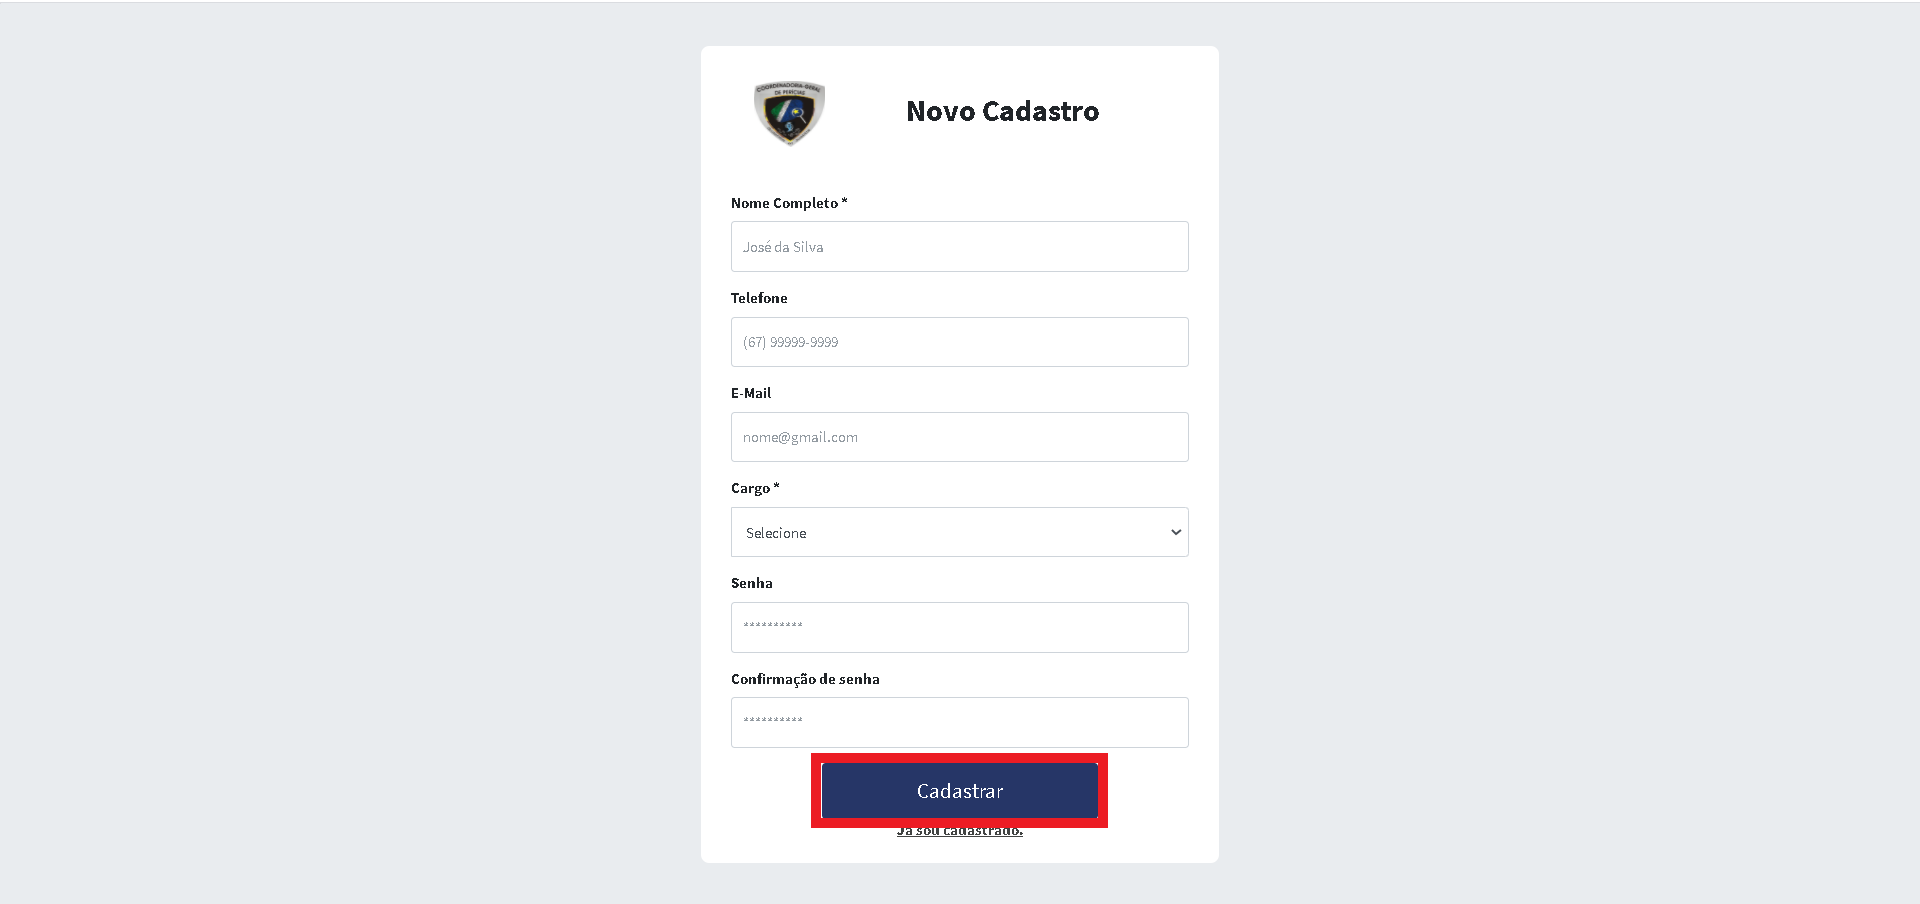 COORDENADORIA-GERAL
DE PERÍCIAS
Novo Cadastro
Nome Completo *
José da Silva
Telefone
(67) 99999-9999
E-Mail
nome@gmail.com
Cargo *
Selecione
Senha
**********
Confirmação de senha
**********
Cadastrar
Já sou cadastrado.